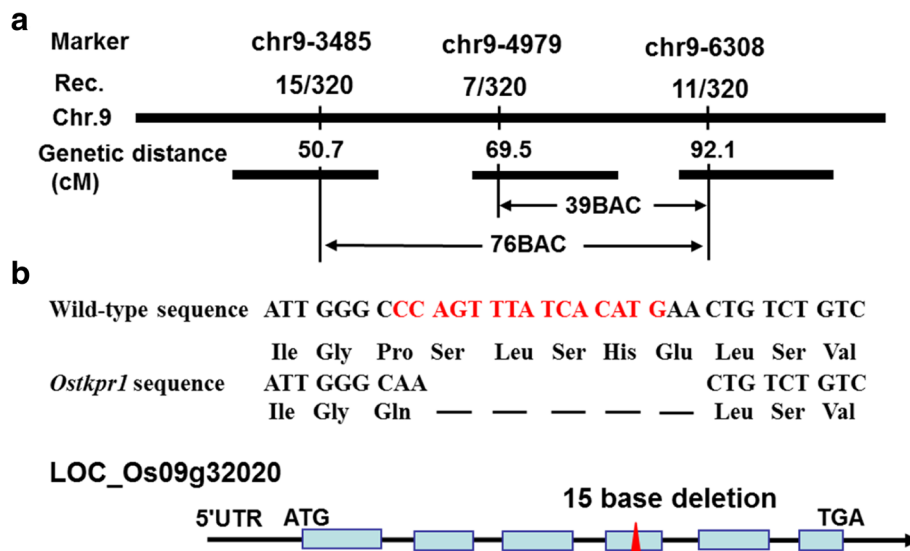 a
Marker chr9-3485 chr9-4979 chr9-6308
Rec. 15/320 7/320 11/320
Chr.9
Genetic distance 50.7 69.5 92.1
(cM)
39BAC
76BAC
b
Wild-type sequence ATT GGG CCC AGT TTA TCA CAT GAA CTG TCT GTC
Ile Gly Pro Ser Leu Ser His Glu Leu Ser Val
Ostkpr1 sequence ATT GGG CAA CTG TCT GTC
Ile Gly Gln — — — — — Leu Ser Val
LOC_Os09g32020
15 base deletion
5'UTR ATG TGA